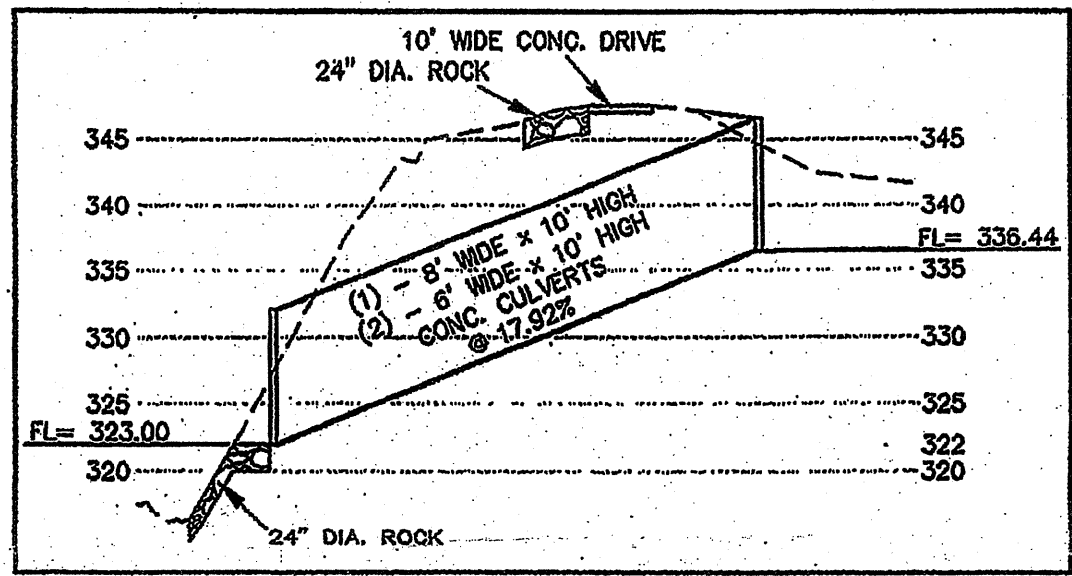 10' WIDE CONC. DRIVE
24" DIA. ROCK
345
345
340
340
FL= 336.44
335
335
(1) - 8' WIDE x 10' HIGH
(2) - 6' WIDE x 10' HIGH
CONC. CULVERTS
@ 17.92%
330
330
325
325
FL= 323.00
322
320
320
24" DIA. ROCK